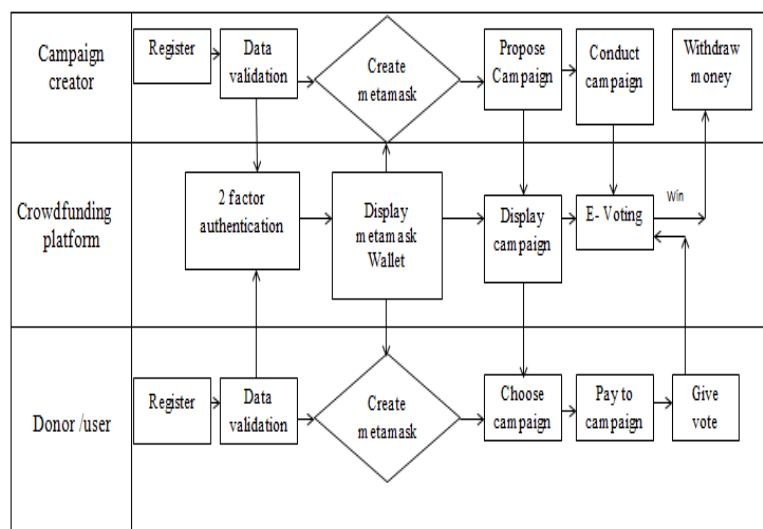 Campaign
creator
Register
Data
validation
Create
metamask
Propose
Campaign
Conduct
campaign
Withdraw
money
Crowdfunding
platform
2 factor
authentication
Display
metamask
Wallet
Display
campaign
E- Voting
Win
Donor /user
Register
Data
validation
Create
metamask
Choose
campaign
Pay to
campaign
Give
vote